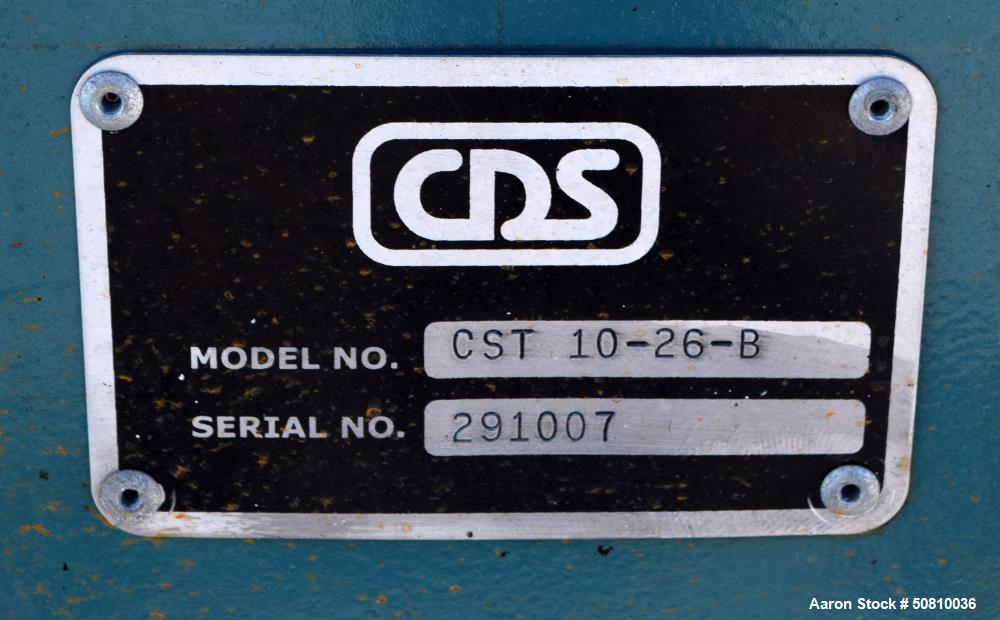 CDS
MODEL NO. CST 10-26-B
SERIAL NO. 291007
Aaron Stock # 50810036